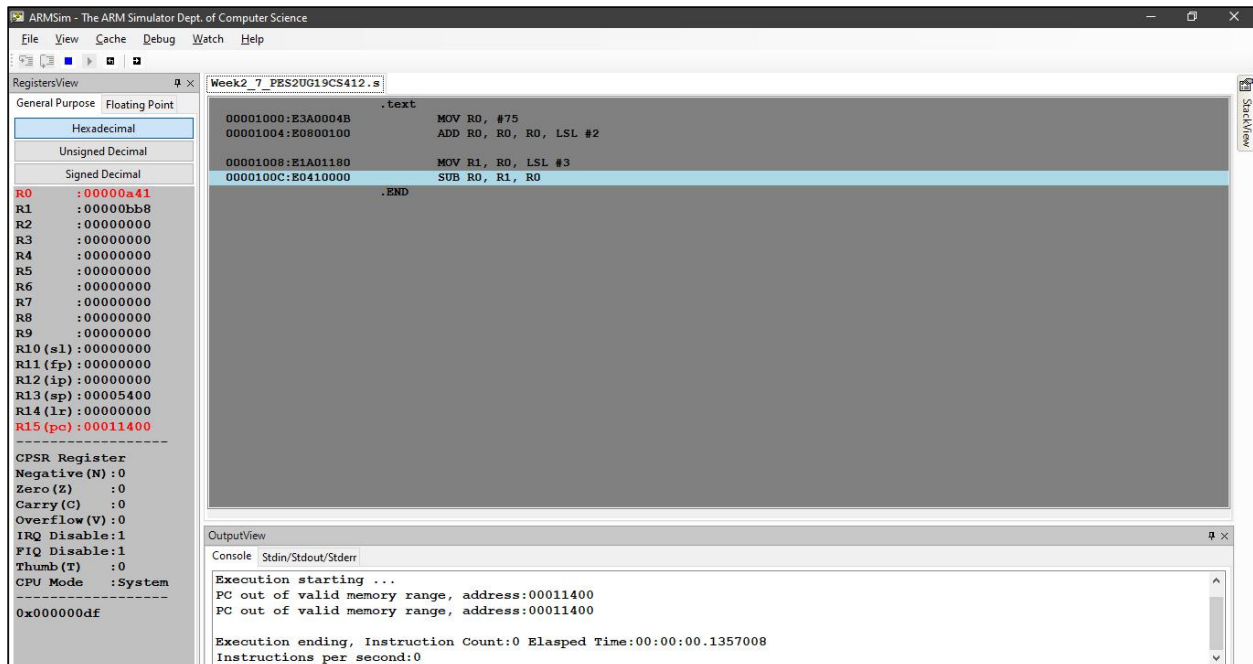 ARMSim - The ARM Simulator Dept. of Computer Science
File View Cache Debug Watch Help
RegistersView
General Purpose Floating Point
Hexadecimal
Unsigned Decimal
Signed Decimal
R0 :00000a41
R1 :00000bb8
R2 :00000000
R3 :00000000
R4 :00000000
R5 :00000000
R6 :00000000
R7 :00000000
R8 :00000000
R9 :00000000
R10(sl):00000000
R11(fp):00000000
R12(ip):00000000
R13(sp):00005400
R14(lr):00000000
R15(pc):00011400
--------------------
CPSR Register
Negative(N):0
Zero(Z) :0
Carry(C) :0
Overflow(V):0
IRQ Disable:1
FIQ Disable:1
Thumb(T) :0
CPU Mode :System
--------------------
0x000000df
Week2_7_PES2UG19CS412.s
.text
00001000:E3A0004B MOV R0, #75
00001004:E0800100 ADD R0, R0, R0, LSL #2
00001008:E1A01180 MOV R1, R0, LSL #3
0000100C:E0410000 SUB R0, R1, R0
.END
StackView
OutputView
Console Stdin/Stdout/Stderr
Execution starting ...
PC out of valid memory range, address:00011400
PC out of valid memory range, address:00011400
Execution ending, Instruction Count:0 Elasped Time:00:00:00.1357008
Instructions per second:0